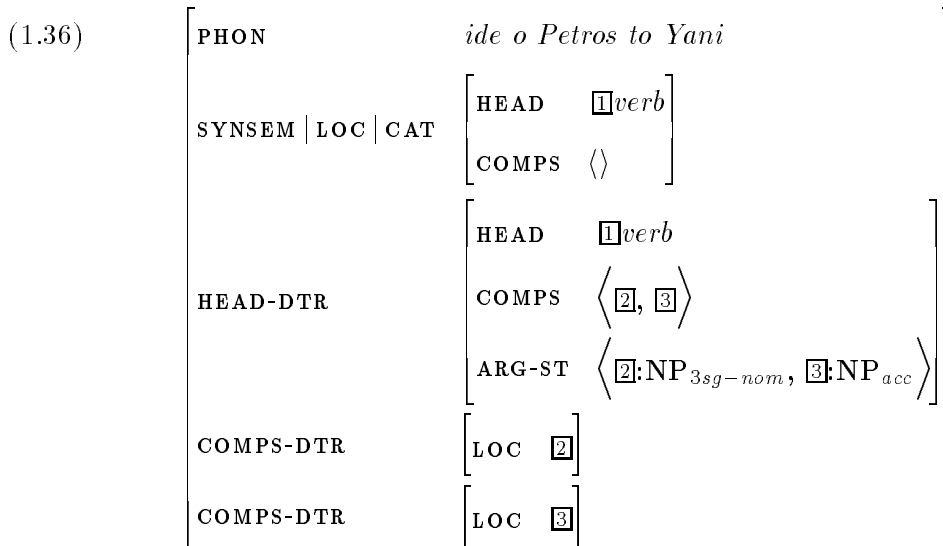 (1.36) PHON ide o Petros to Yani
HEAD 1 verb
SYNSEM | LOC | CAT
COMPS ⟨⟩
HEAD 1 verb
COMPS ⟨ 2, 3 ⟩
HEAD-DTR
ARG-ST ⟨ 2:NP3sg−nom, 3:NPacc ⟩
COMPS-DTR [LOC 2]
COMPS-DTR [LOC 3]